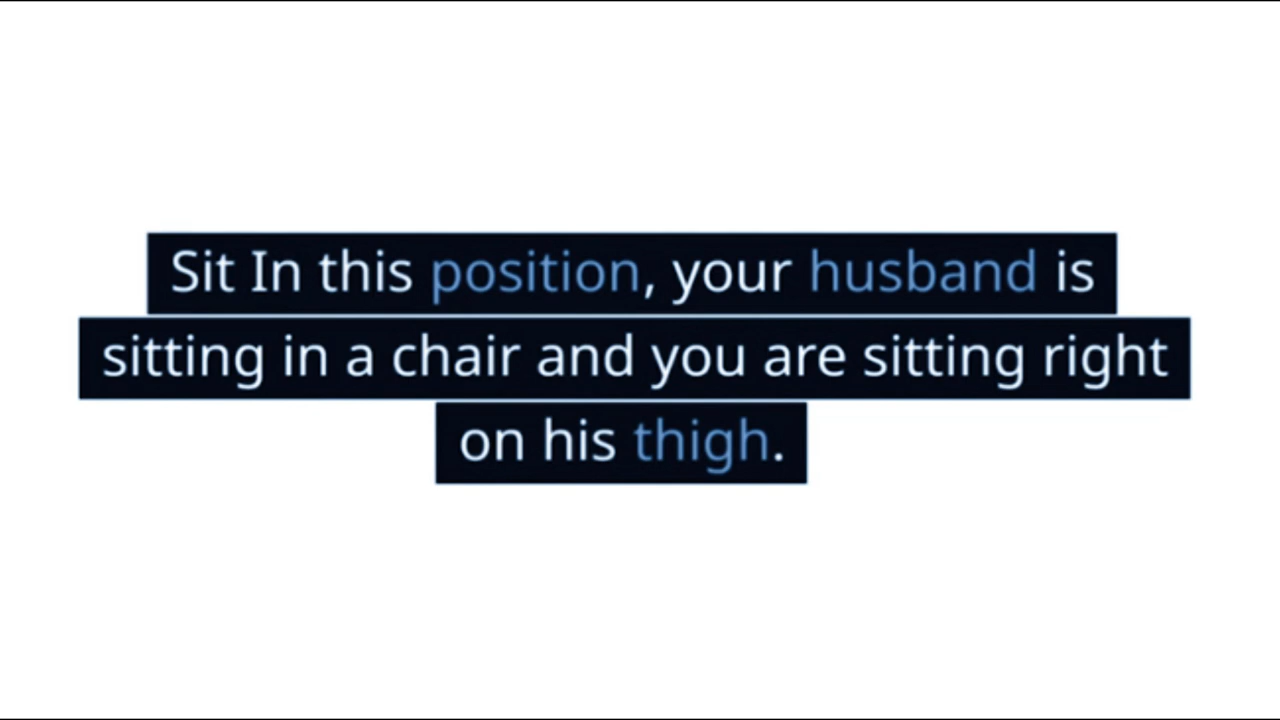 Sit In this position, your husband is
sitting in a chair and you are sitting right
on his thigh.